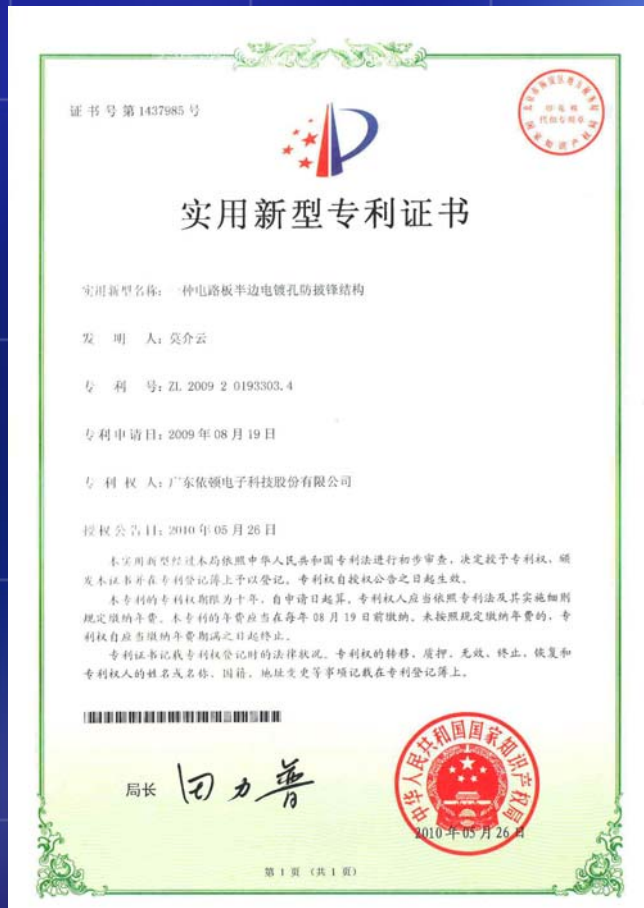 证书号第1437985号
印花税
代扣专用章
国家知识产权局
实用新型专利证书
实用新型名称：一种电路板半边电镀孔防披锋结构
发 明 人：莫介云
专 利 号：ZL 2009 2 0193303.4
专利申请日：2009年08月19日
专 利 权 人：广东依顿电子科技股份有限公司
授权公告日：2010年05月26日
本实用新型经过本局依照中华人民共和国专利法进行初步审查，决定授予专利权，颁
发本证书并在专利登记簿上予以登记。专利权自授权公告之日起生效。
本专利的专利权期限为十年，自申请日起算。专利权人应当依照专利法及其实施细则
规定缴纳年费。本专利的年费应当在每年08月19日前缴纳。未按照规定缴纳年费的，专
利权自应当缴纳年费期满之日起终止。
专利证书记载专利权登记时的法律状况。专利权的转移、质押、无效、终止、恢复和
专利权人的姓名或名称、国籍、地址变更等事项记载在专利登记簿上。
局长 田力普
中华人民共和国国家知识产权局
2010年05月26日
第1页（共1页）